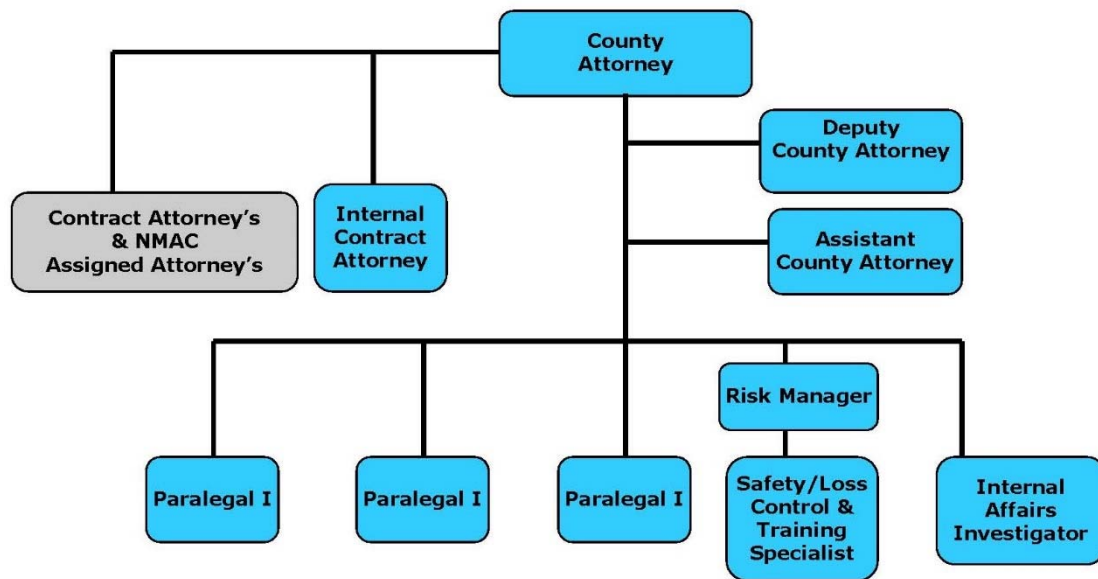 County
Attorney
Deputy
County Attorney
Contract Attorney’s
& NMAC
Assigned Attorney’s
Internal
Contract
Attorney
Assistant
County Attorney
Risk Manager
Paralegal I
Paralegal I
Paralegal I
Safety/Loss
Control &
Training
Specialist
Internal
Affairs
Investigator